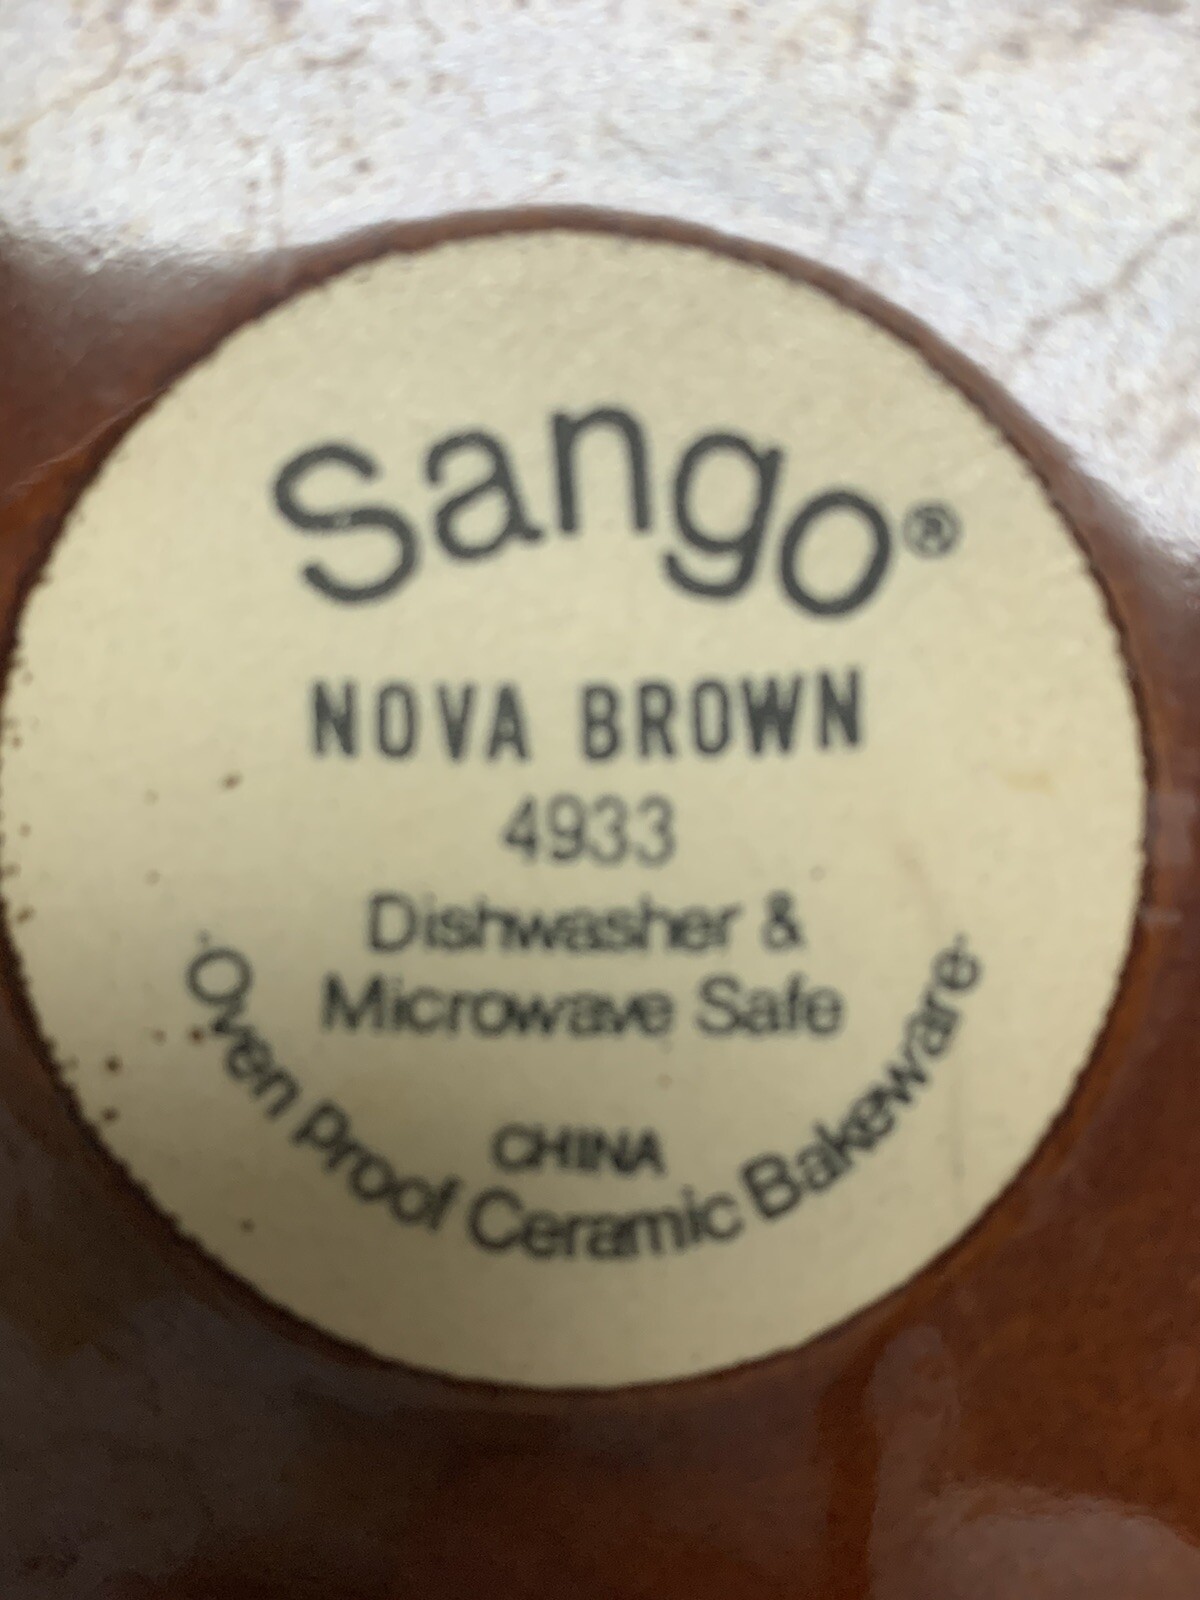 Sango®
NOVA BROWN
4933
Dishwasher &
Microwave Safe
CHINA
·Oven Proof Ceramic Bakeware·